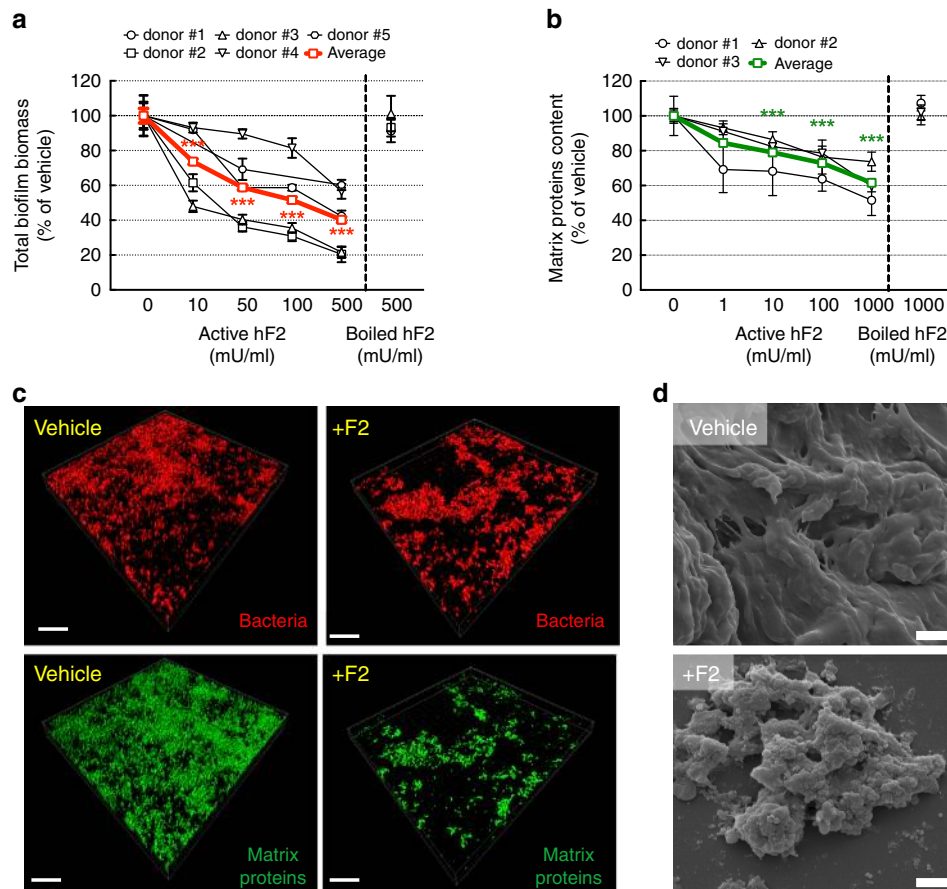 a
donor #1 donor #3 donor #5
donor #2 donor #4 Average
Total biofilm biomass
(% of vehicle)
120
100
80
60
40
20
0
***
***
***
***
0 10 50 100 500 500
Active hF2 Boiled hF2
(mU/ml) (mU/ml)
b
donor #1 donor #2
donor #3 Average
Matrix proteins content
(% of vehicle)
120
100
80
60
40
20
0
***
***
***
0 1 10 100 1000 1000
Active hF2 Boiled hF2
(mU/ml) (mU/ml)
c
Vehicle
Bacteria
+F2
Bacteria
Vehicle
Matrix
proteins
+F2
Matrix
proteins
d
Vehicle
+F2